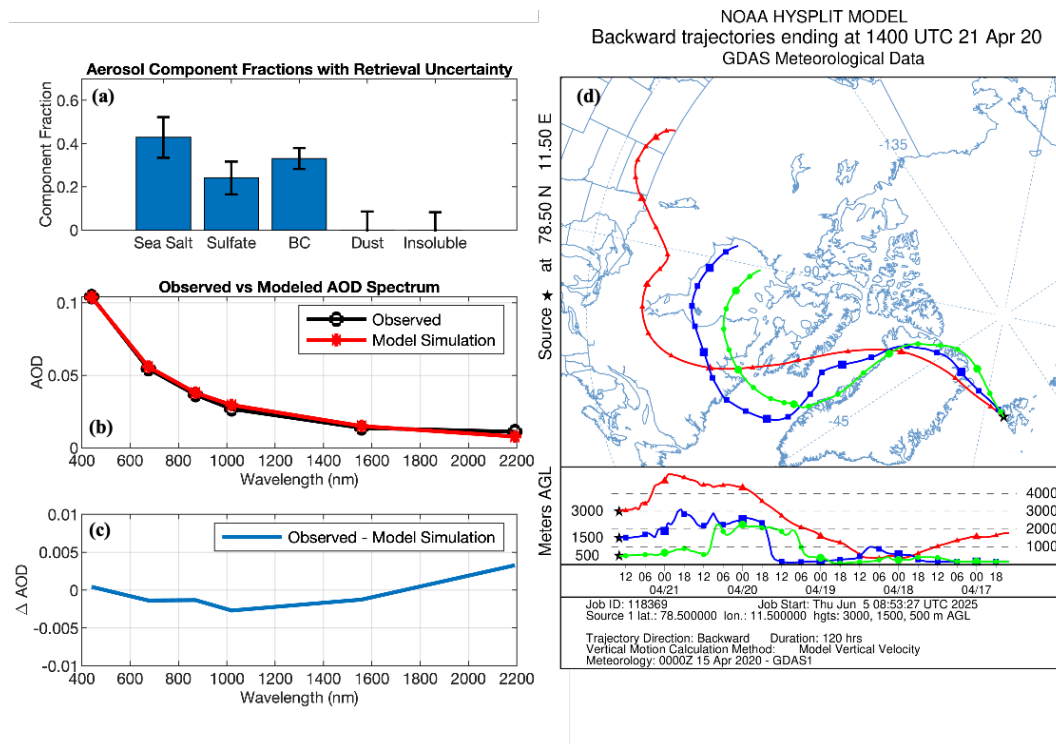 Aerosol Component Fractions with Retrieval Uncertainty
(a)
Component Fraction
0.6
0.4
0.2
0
Sea Salt
Sulfate
BC
Dust
Insoluble
Observed vs Modeled AOD Spectrum
Observed
Model Simulation
AOD
0.1
0.05
0
(b)
400 600 800 1000 1200 1400 1600 1800 2000 2200
Wavelength (nm)
Observed - Model Simulation
△ AOD
0.01
0.005
0
-0.005
-0.01
(c)
400 600 800 1000 1200 1400 1600 1800 2000 2200
Wavelength (nm)
NOAA HYSPLIT MODEL
Backward trajectories ending at 1400 UTC 21 Apr 20
GDAS Meteorological Data
(d)
Source ★ at 78.50 N 11.50 E
-135
-90
-45
Meters AGL
3000
1500
500
4000
3000
2000
1000
12 06 00 18 12 06 00 18 12 06 00 18 12 06 00 18 12 06 00 18
04/21 04/20 04/19 04/18 04/17
Job ID: 118369 Job Start: Thu Jun 5 08:53:27 UTC 2025
Source 1 lat.: 78.500000 lon.: 11.500000 hgts: 3000, 1500, 500 m AGL
Trajectory Direction: Backward Duration: 120 hrs
Vertical Motion Calculation Method: Model Vertical Velocity
Meteorology: 0000Z 15 Apr 2020 - GDAS1